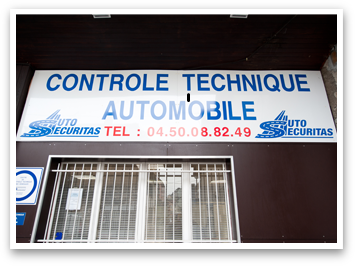 CONTROLE TECHNIQUE
AUTOMOBILE
AUTO SECURITAS
TEL : 04.50.08.82.49
AUTO SECURITAS